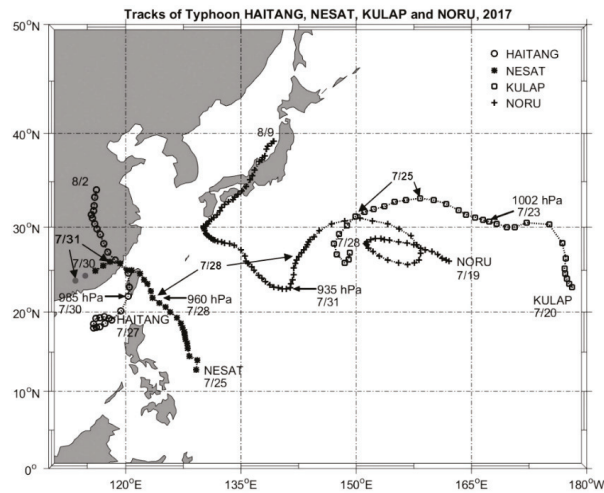 Tracks of Typhoon HAITANG, NESAT, KULAP and NORU, 2017
50°N
HAITANG
NESAT
KULAP
NORU
40°N
8/9
8/2
7/25
1002 hPa
7/23
30°N
7/31
7/30
7/28
7/28
NORU
7/19
985 hPa
7/30
960 hPa
7/28
935 hPa
7/31
KULAP
7/20
HAITANG
7/27
20°N
NESAT
7/25
10°N
0°
120°E
135°E
150°E
165°E
180°W